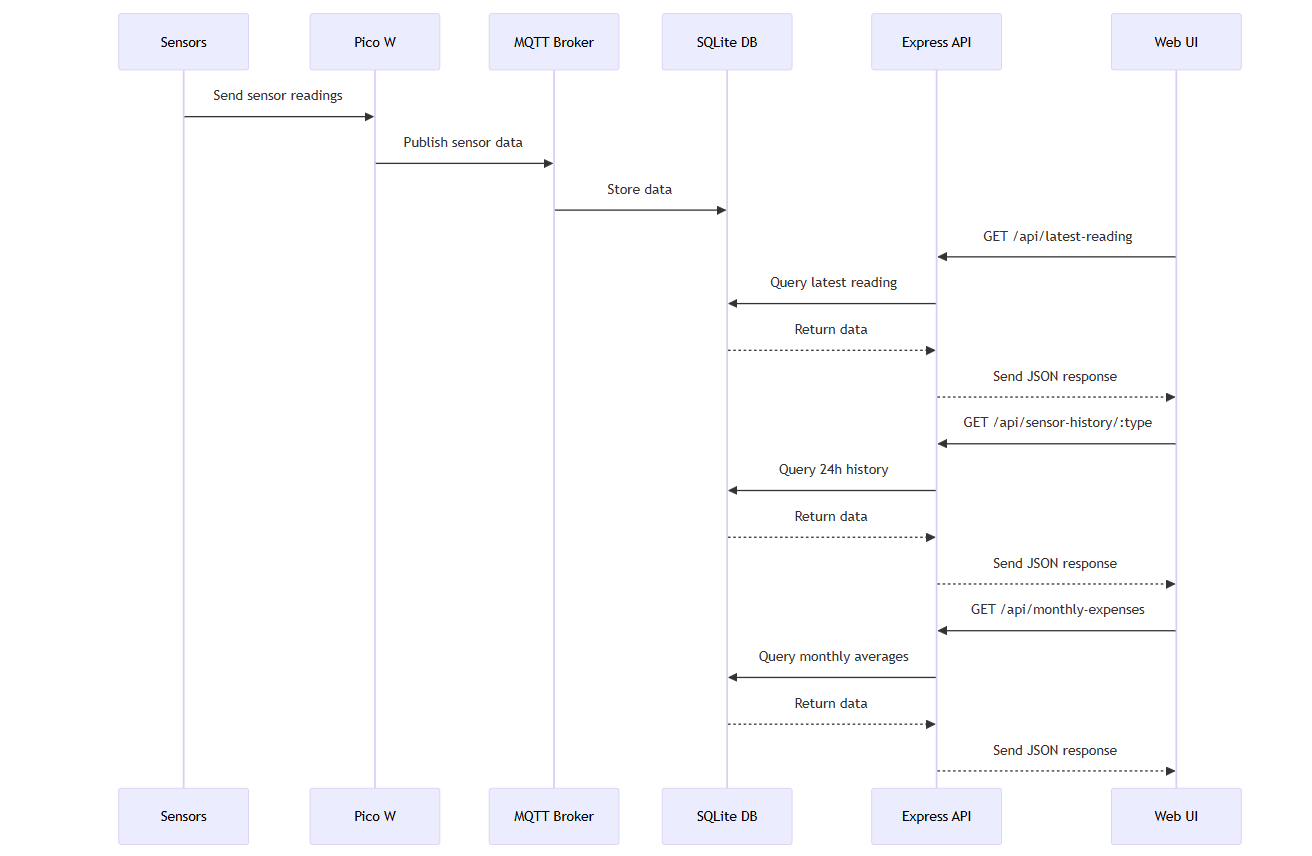 Sensors
Pico W
MQTT Broker
SQLite DB
Express API
Web UI
Send sensor readings
Publish sensor data
Store data
GET /api/latest-reading
Query latest reading
Return data
Send JSON response
GET /api/sensor-history/:type
Query 24h history
Return data
Send JSON response
GET /api/monthly-expenses
Query monthly averages
Return data
Send JSON response
Sensors
Pico W
MQTT Broker
SQLite DB
Express API
Web UI